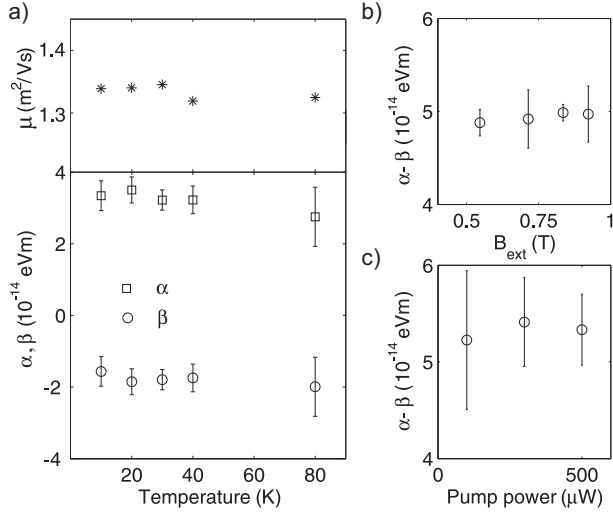 a)
μ (m²/Vs)
1.4
1.3
α, β (10⁻¹⁴ eVm)
4
2
0
-2
-4
α
β
20 40 60 80
Temperature (K)
b)
α- β (10⁻¹⁴ eVm)
6
5
4
0.5 0.75 1
B_ext (T)
c)
α- β (10⁻¹⁴ eVm)
6
5
4
0 500
Pump power (μW)